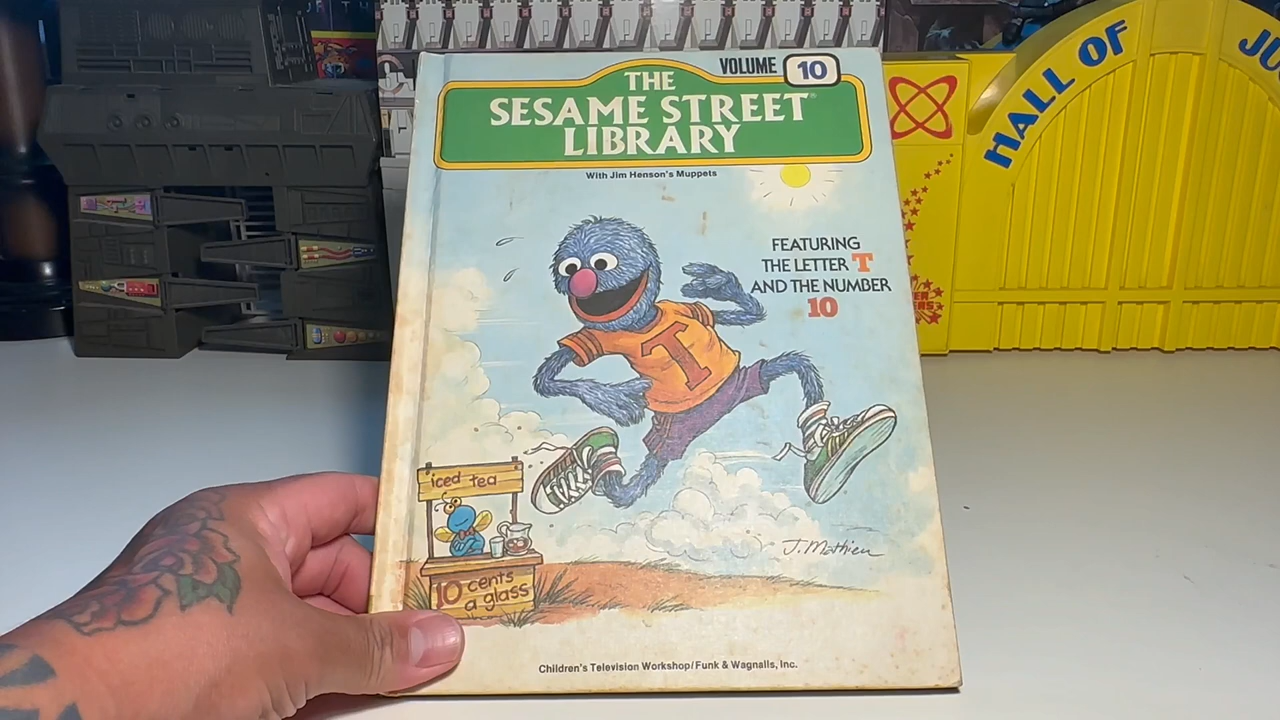 VOLUME 10
THE
SESAME STREET®
LIBRARY
With Jim Henson's Muppets
FEATURING
THE LETTER T
AND THE NUMBER
10
T
iced tea
10 cents
a glass
J. Mathieu
Children's Television Workshop/Funk & Wagnalls, Inc.
HALL OF
JU